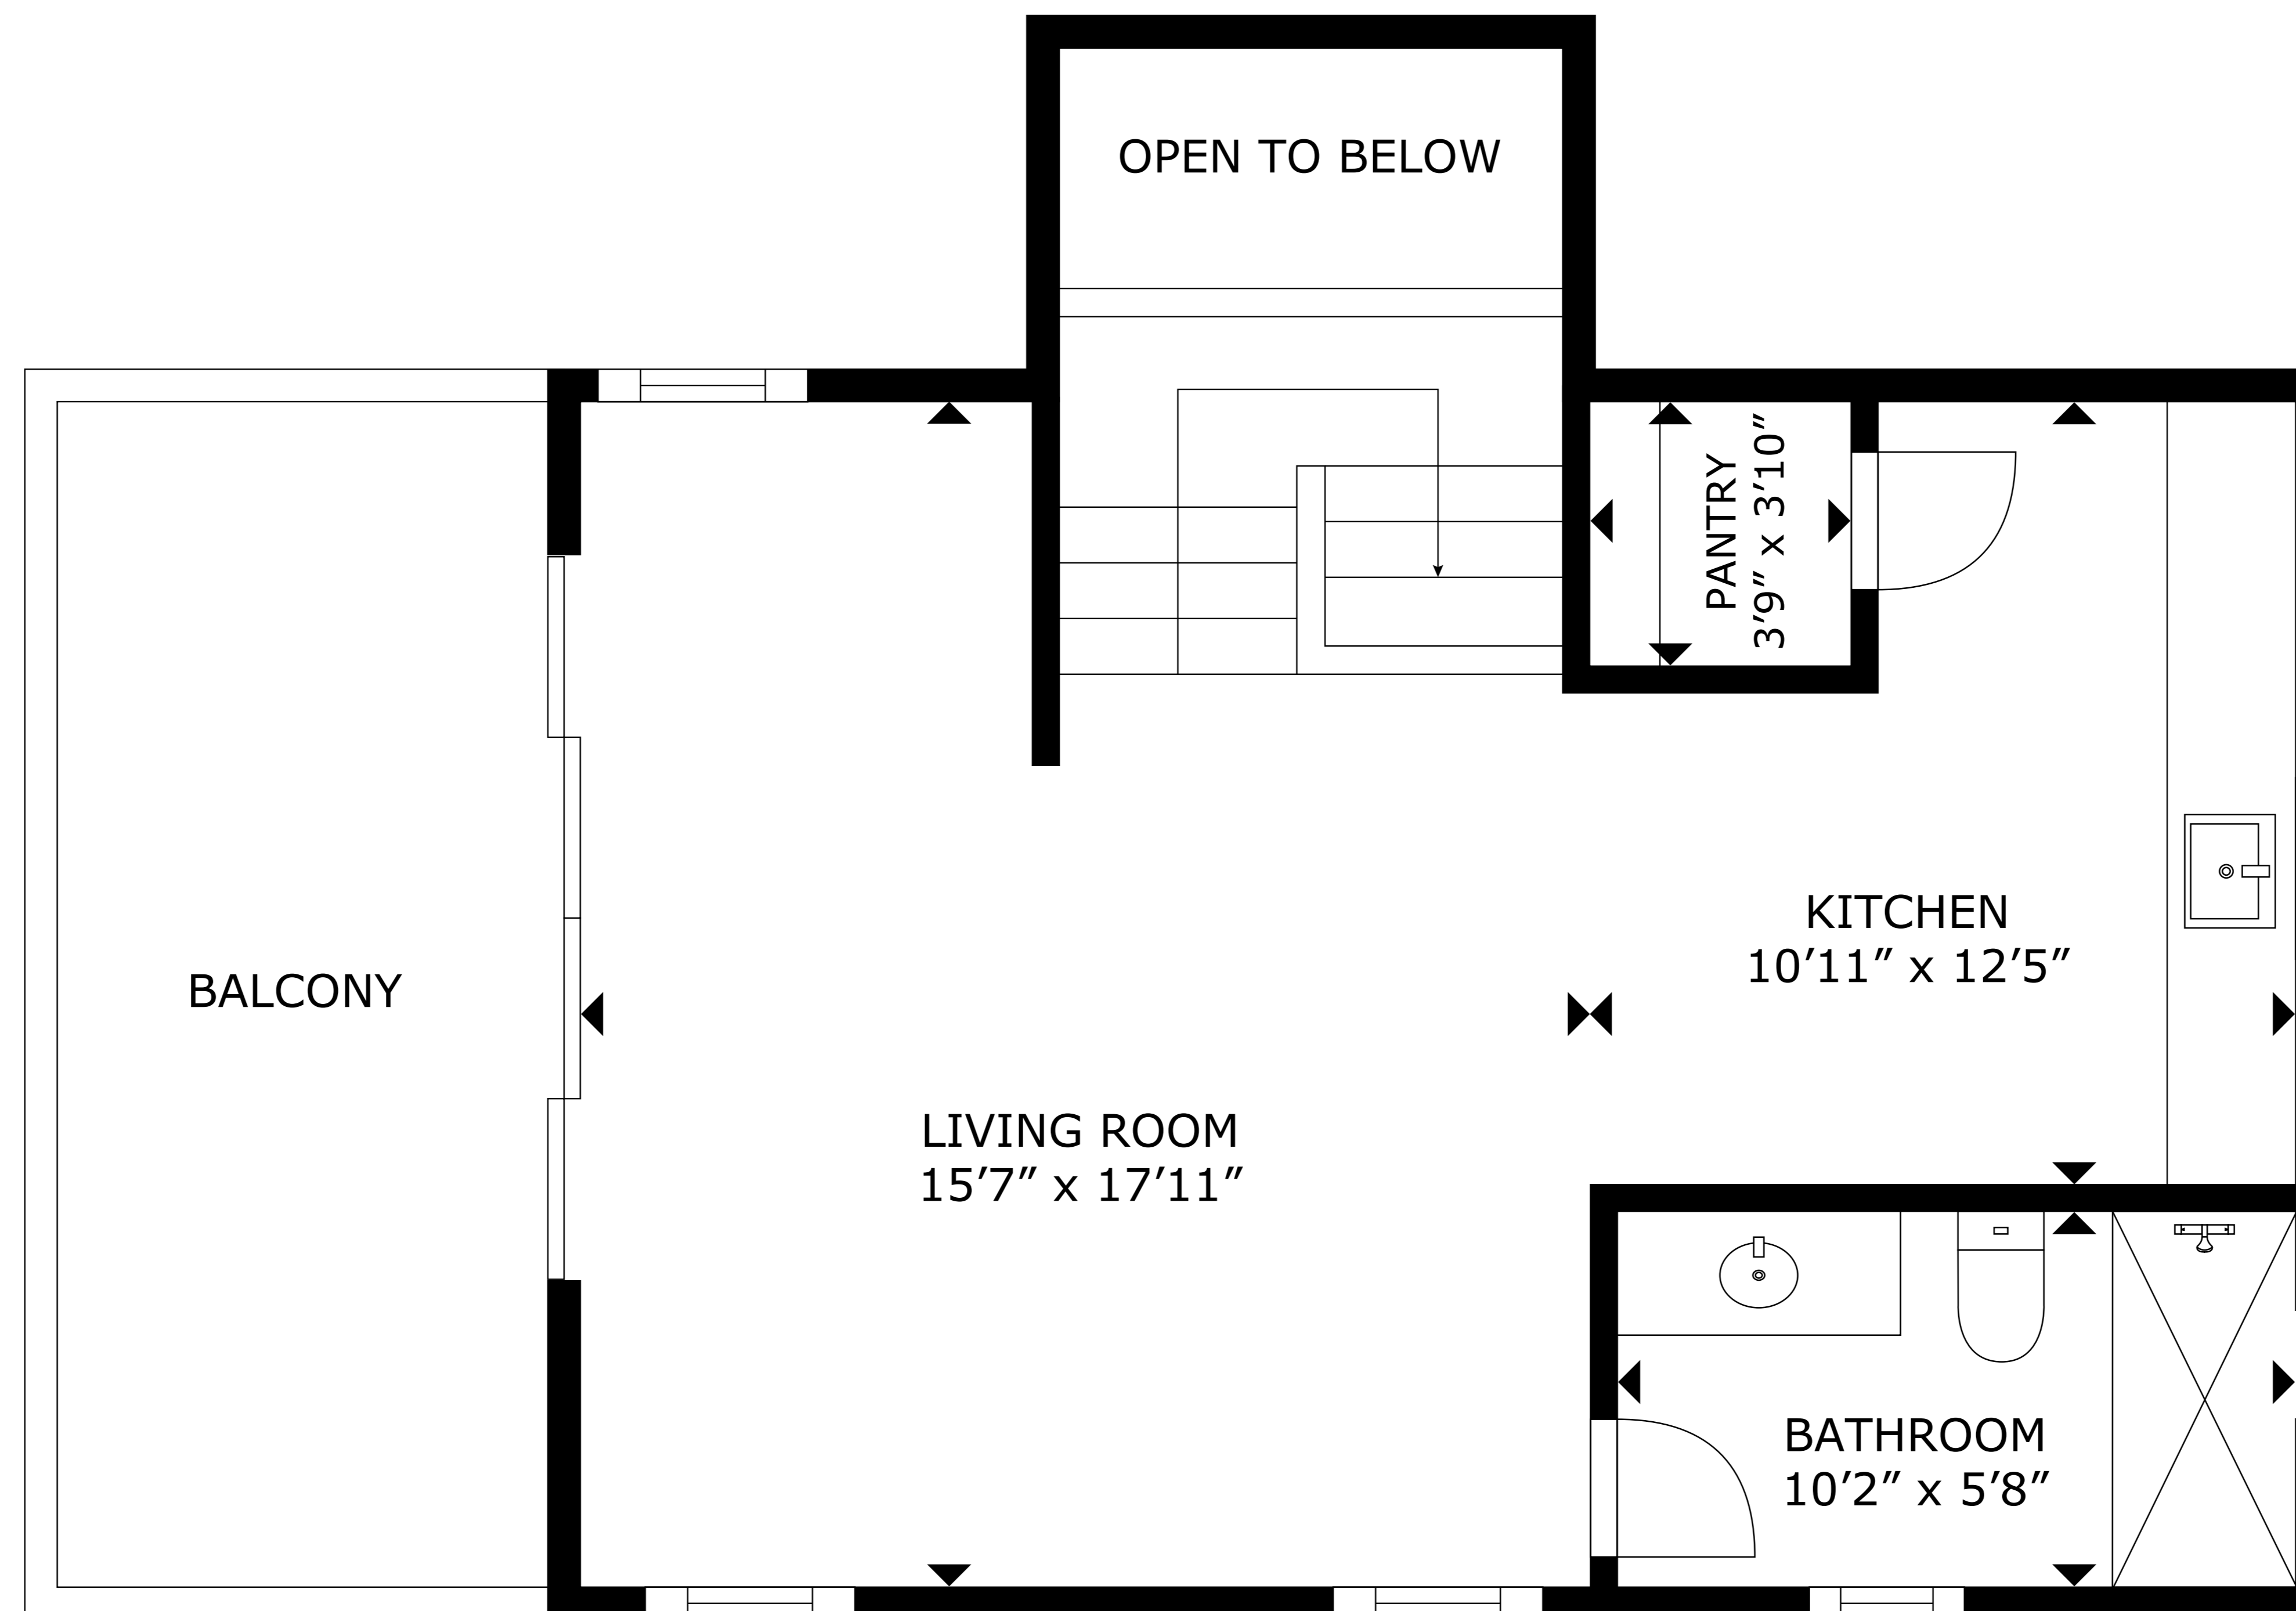 OPEN TO BELOW
PANTRY
3'9" x 3'10"
KITCHEN
10'11" x 12'5"
BALCONY
LIVING ROOM
15'7" x 17'11"
BATHROOM
10'2" x 5'8"